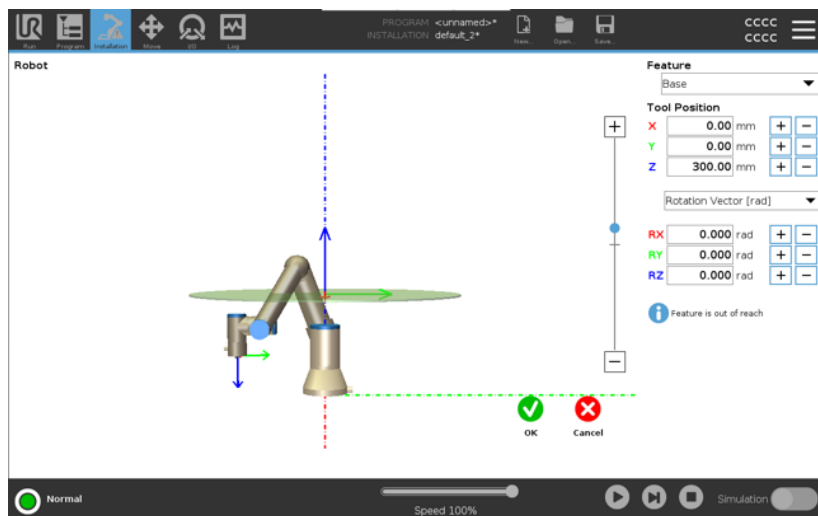 PROGRAM <unnamed>*
INSTALLATION default_2*
CCCC
CCCC
Run Program Installation Move I/O Log New... Open... Save...
Robot
Feature
Base
Tool Position
X 0.00 mm + −
Y 0.00 mm + −
Z 300.00 mm + −
Rotation Vector [rad]
RX 0.000 rad + −
RY 0.000 rad + −
RZ 0.000 rad + −
Feature is out of reach
OK Cancel
Normal
Speed 100%
Simulation